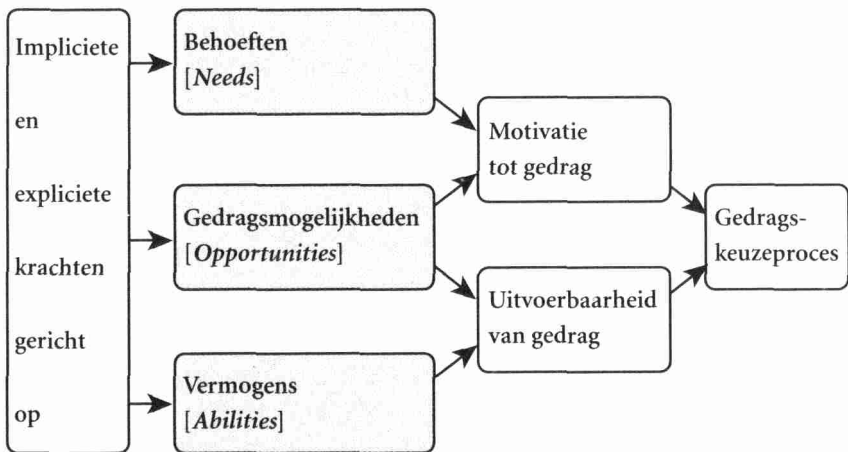 Impliciete
en
expliciete
krachten
gericht
op
Behoeften
[Needs]
Gedragsmogelijkheden
[Opportunities]
Vermogens
[Abilities]
Motivatie
tot gedrag
Uitvoerbaarheid
van gedrag
Gedrags-
keuzeproces